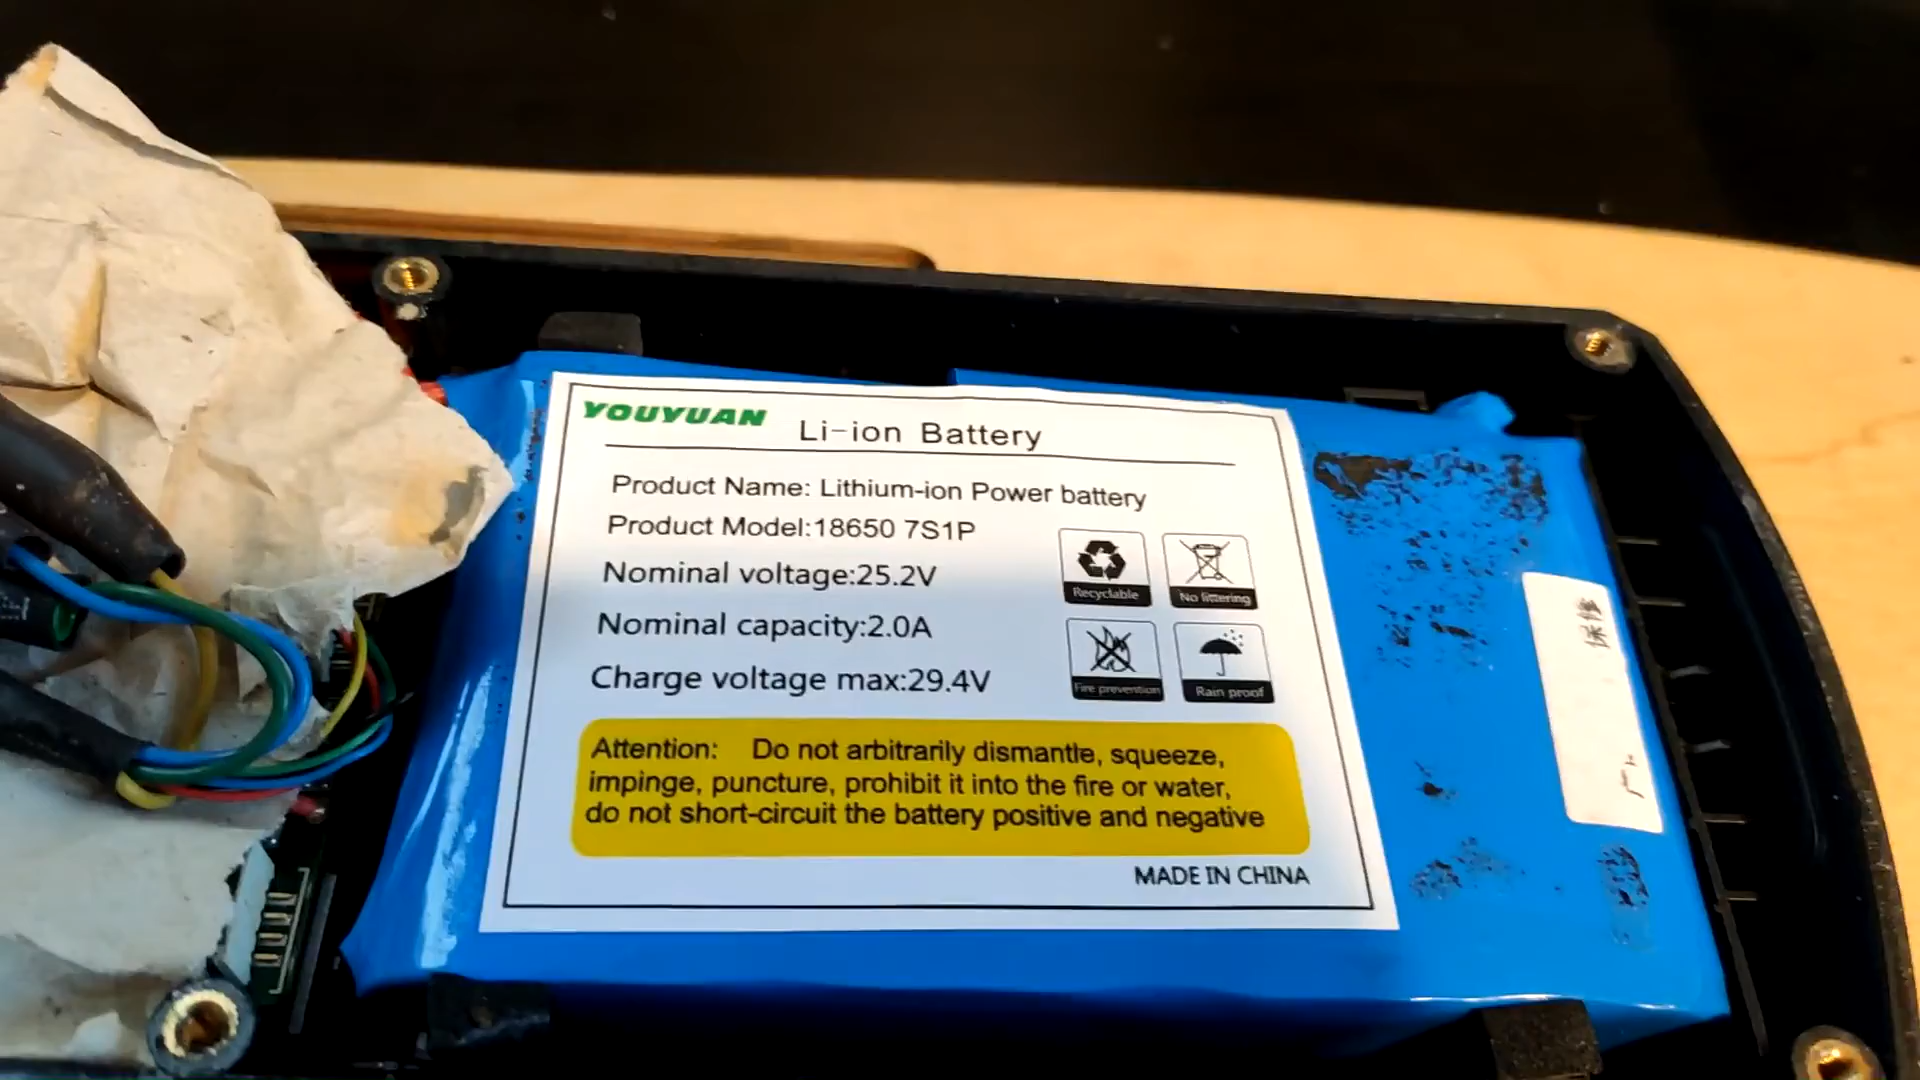 YOUYUAN
Li-ion Battery
Product Name: Lithium-ion Power battery
Product Model:18650 7S1P
Nominal voltage:25.2V
Nominal capacity:2.0A
Charge voltage max:29.4V
Recyclable
No littering
Fire prevention
Rain proof
Attention: Do not arbitrarily dismantle, squeeze,
impinge, puncture, prohibit it into the fire or water,
do not short-circuit the battery positive and negative
MADE IN CHINA
保修